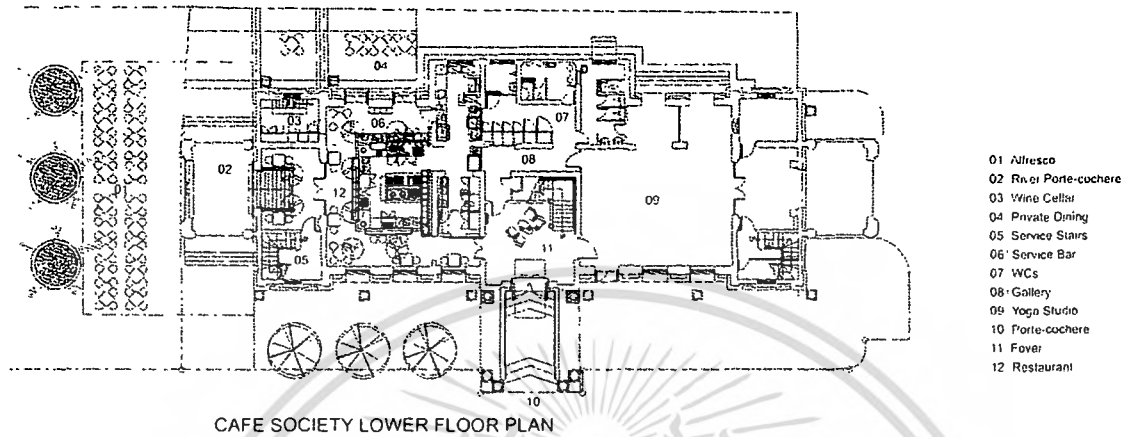 04
03
06
07
02
08
01
12
09
11
05
10
01 Alfresco
02 River Porte-cochere
03 Wine Cellar
04 Private Dining
05 Service Stairs
06 Service Bar
07 WCs
08 Gallery
09 Yoga Studio
10 Porte-cochere
11 Foyer
12 Restaurant
CAFE SOCIETY LOWER FLOOR PLAN